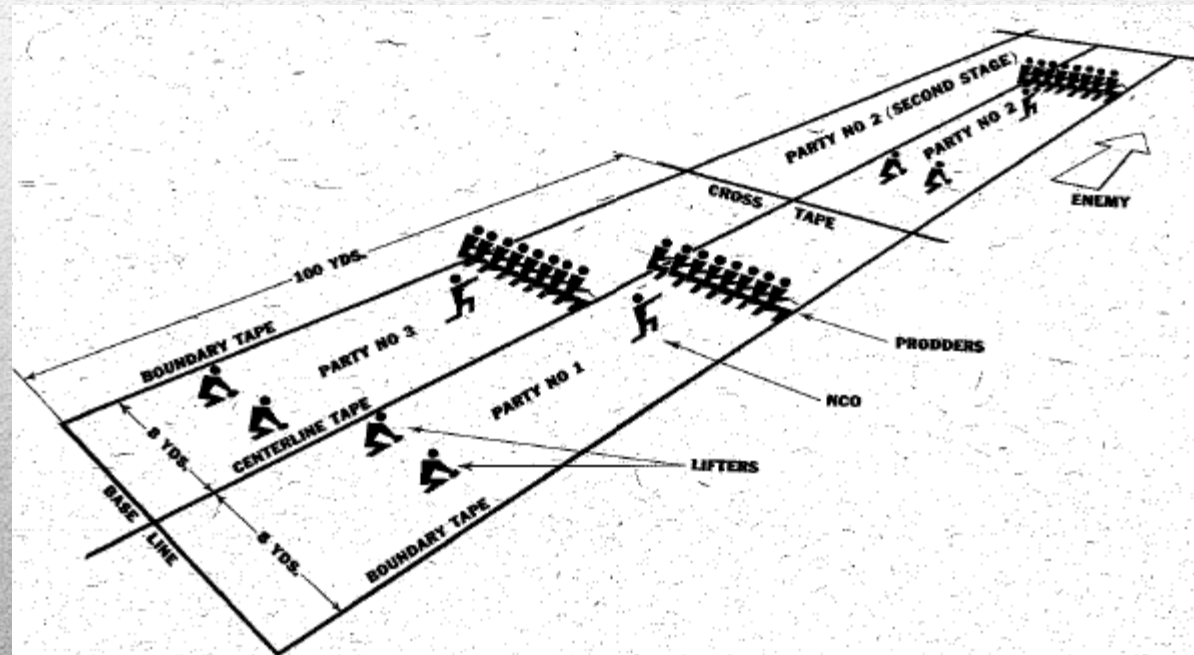 PARTY NO 2 (SECOND STAGE)
PARTY NO 2
ENEMY
CROSS TAPE
100 YDS.
BOUNDARY TAPE
PARTY NO 3
PRODDERS
PARTY NO 1
NCO
CENTERLINE TAPE
8 YDS.
LIFTERS
BASE LINE
8 YDS.
BOUNDARY TAPE